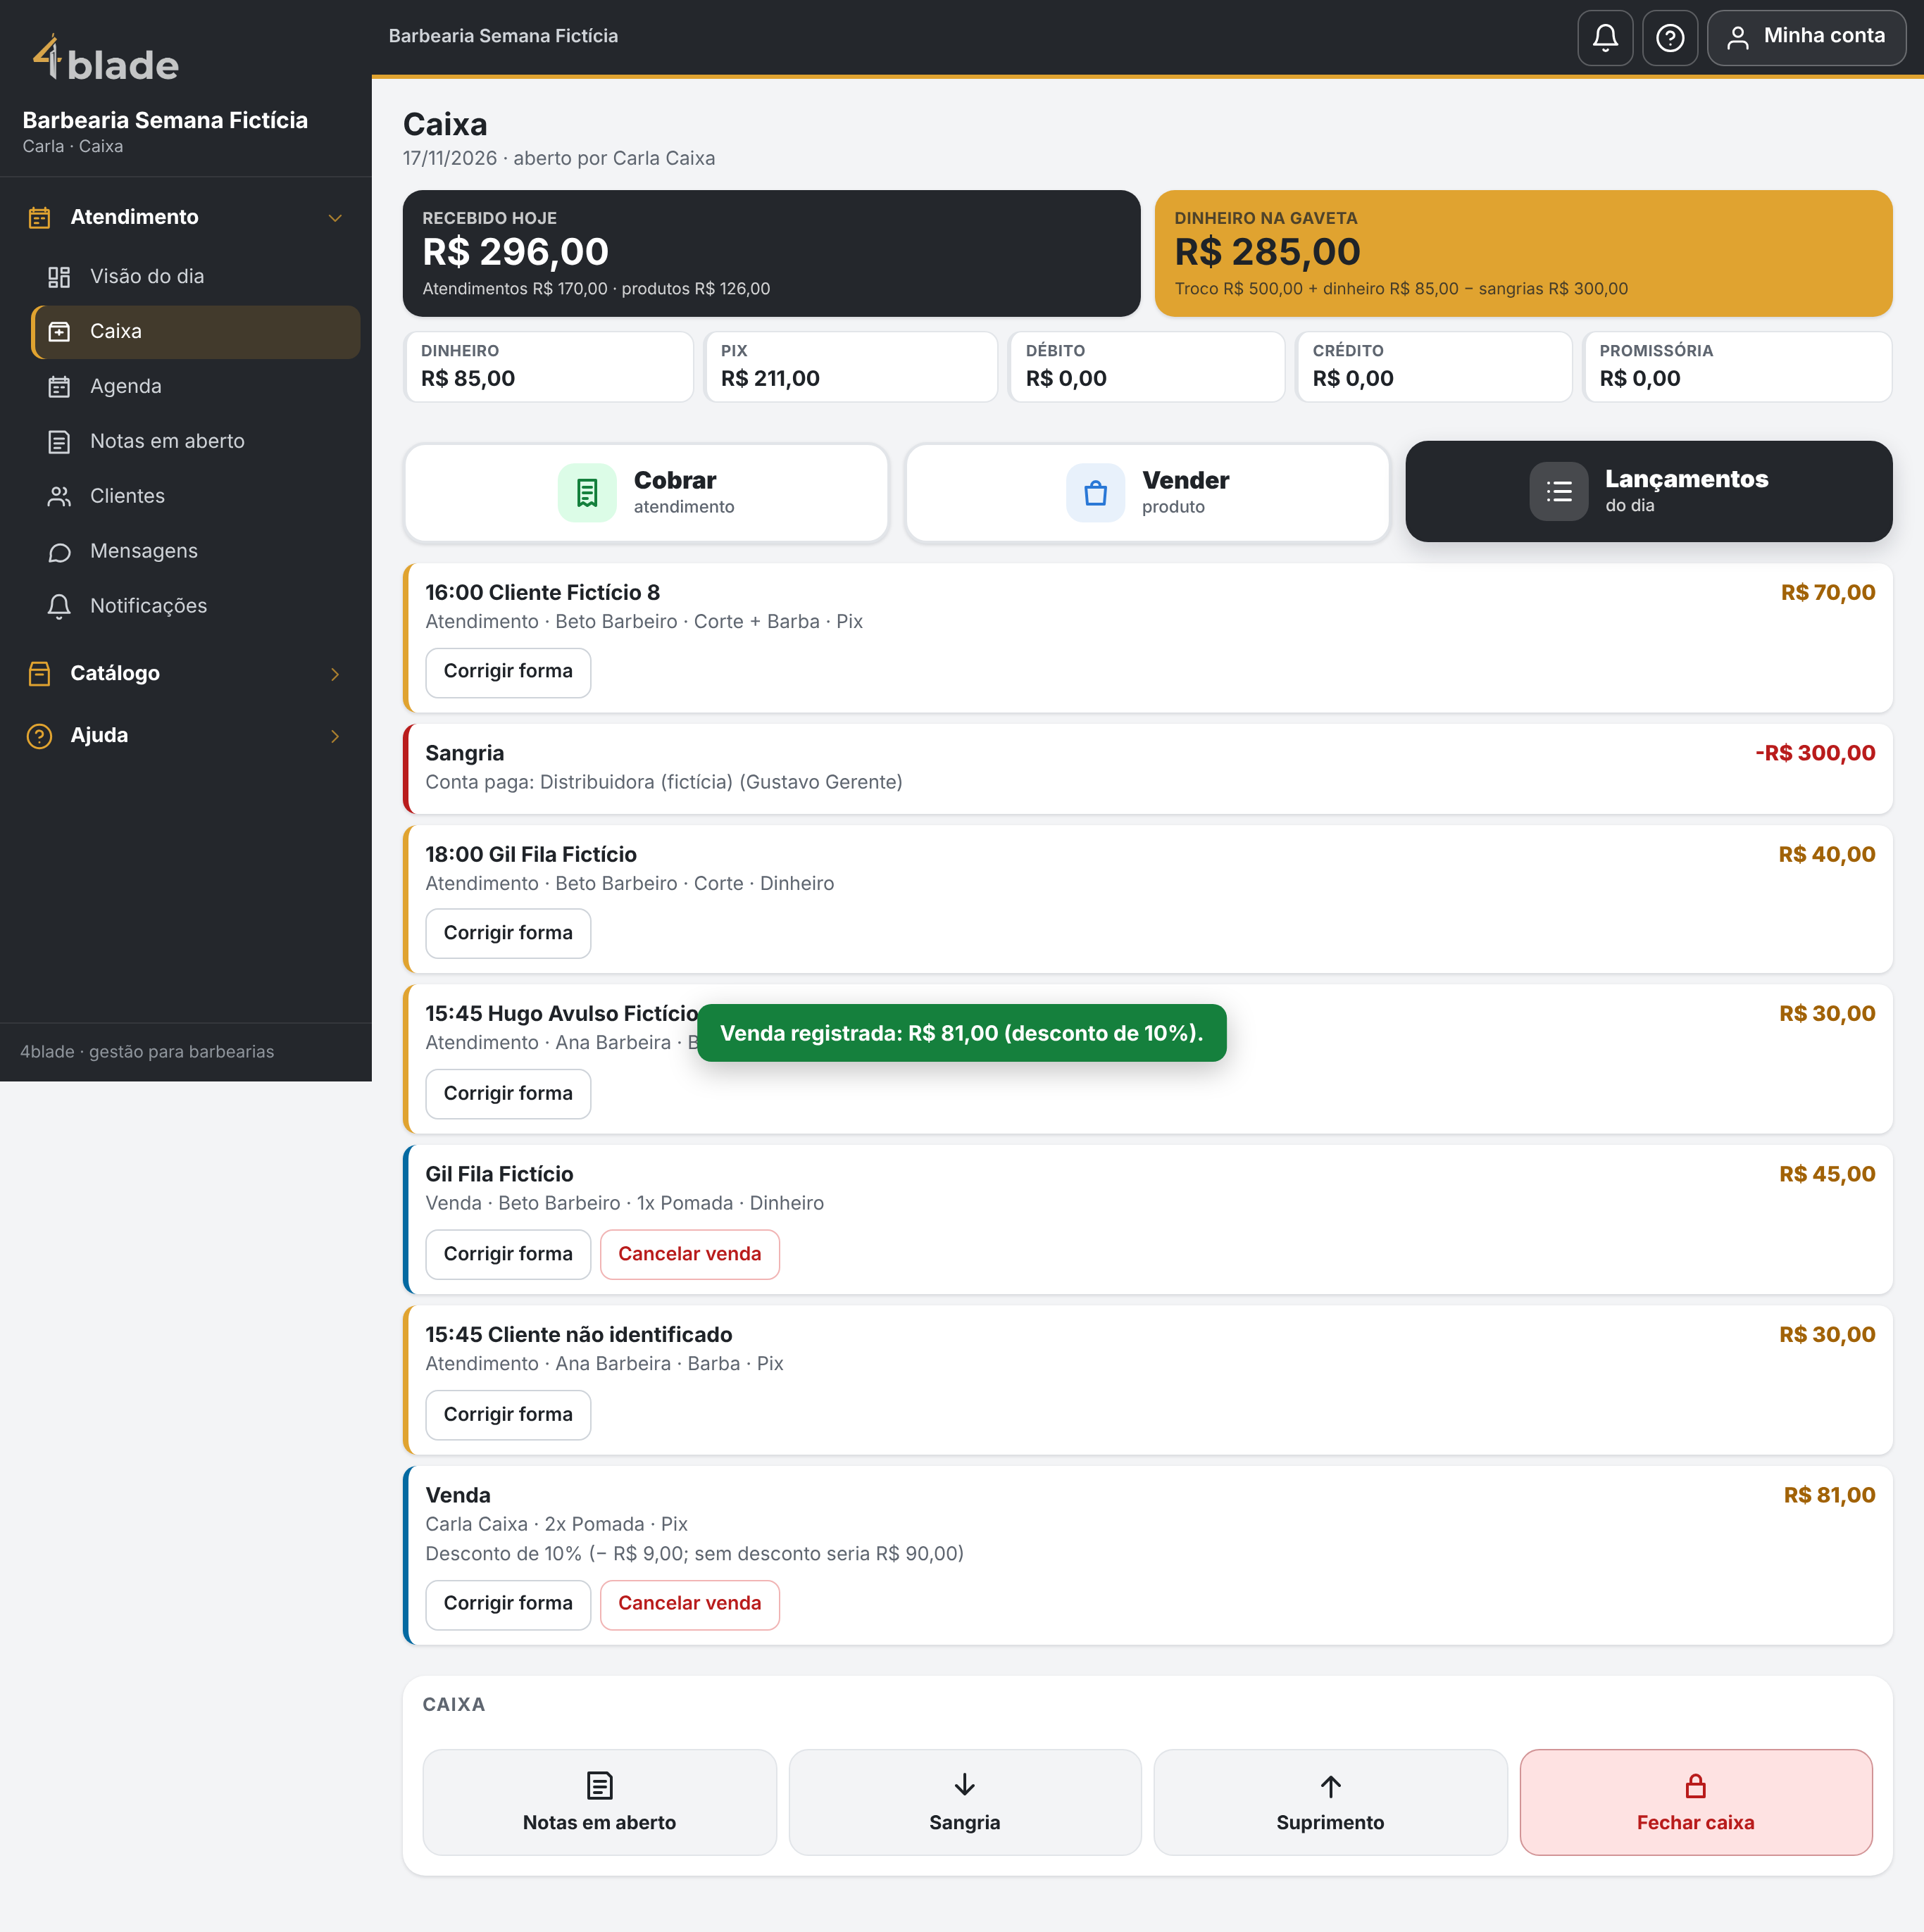 4blade
Barbearia Semana Fictícia
Carla · Caixa
Atendimento
Visão do dia
Caixa
Agenda
Notas em aberto
Clientes
Mensagens
Notificações
Catálogo
Ajuda
4blade · gestão para barbearias
Barbearia Semana Fictícia
Minha conta
Caixa
17/11/2026 · aberto por Carla Caixa
RECEBIDO HOJE
R$ 296,00
Atendimentos R$ 170,00 · produtos R$ 126,00
DINHEIRO NA GAVETA
R$ 285,00
Troco R$ 500,00 + dinheiro R$ 85,00 − sangrias R$ 300,00
DINHEIRO
R$ 85,00
PIX
R$ 211,00
DÉBITO
R$ 0,00
CRÉDITO
R$ 0,00
PROMISSÓRIA
R$ 0,00
Cobrar
atendimento
Vender
produto
Lançamentos
do dia
16:00 Cliente Fictício 8
R$ 70,00
Atendimento · Beto Barbeiro · Corte + Barba · Pix
Corrigir forma
Sangria
-R$ 300,00
Conta paga: Distribuidora (fictícia) (Gustavo Gerente)
18:00 Gil Fila Fictício
R$ 40,00
Atendimento · Beto Barbeiro · Corte · Dinheiro
Corrigir forma
15:45 Hugo Avulso Fictício
R$ 30,00
Atendimento · Ana Barbeira ·
Venda registrada: R$ 81,00 (desconto de 10%).
Corrigir forma
Gil Fila Fictício
R$ 45,00
Venda · Beto Barbeiro · 1x Pomada · Dinheiro
Corrigir forma
Cancelar venda
15:45 Cliente não identificado
R$ 30,00
Atendimento · Ana Barbeira · Barba · Pix
Corrigir forma
Venda
R$ 81,00
Carla Caixa · 2x Pomada · Pix
Desconto de 10% (− R$ 9,00; sem desconto seria R$ 90,00)
Corrigir forma
Cancelar venda
CAIXA
Notas em aberto
Sangria
Suprimento
Fechar caixa